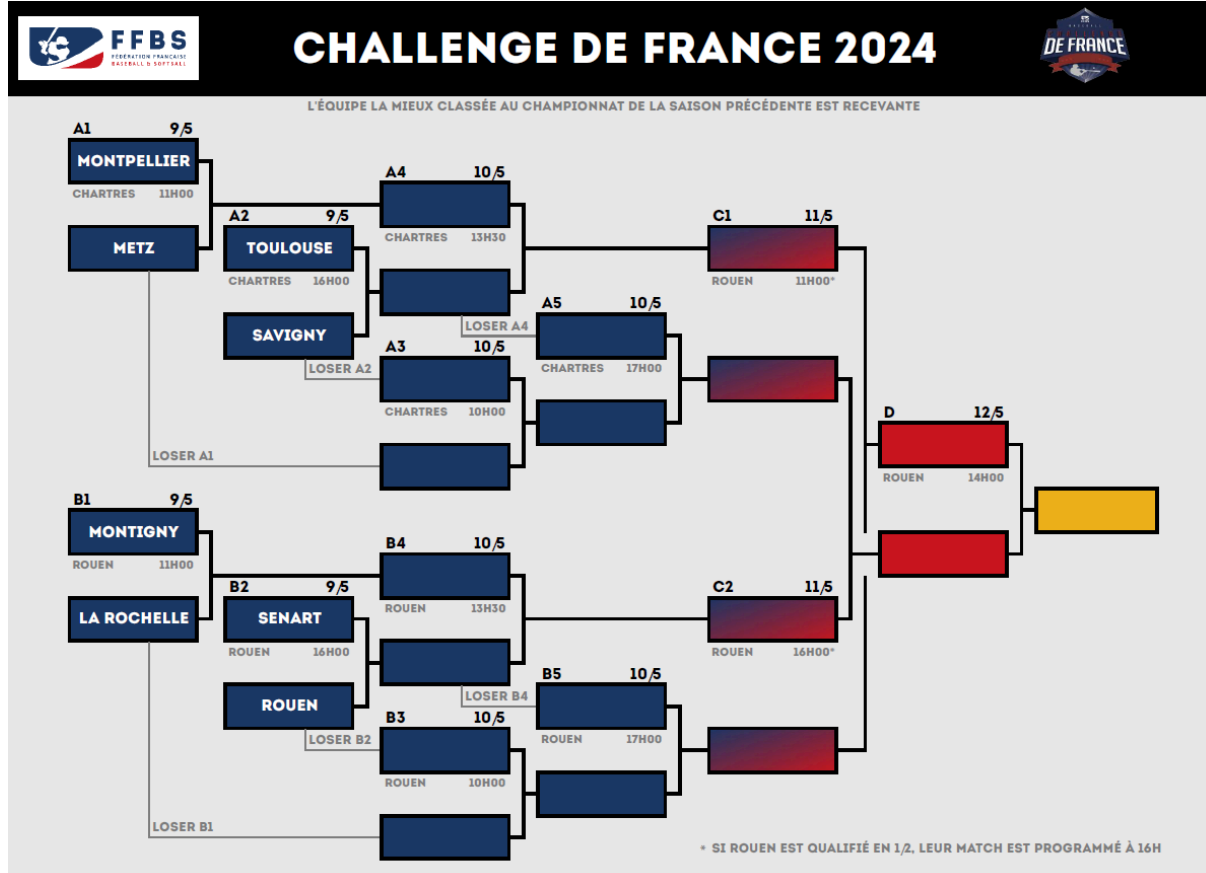 FFBS
FÉDÉRATION FRANÇAISE
BASEBALL & SOFTBALL
CHALLENGE DE FRANCE 2024
DE FRANCE
L'ÉQUIPE LA MIEUX CLASSÉE AU CHAMPIONNAT DE LA SAISON PRÉCÉDENTE EST RECEVANTE
A1 9/5
MONTPELLIER
CHARTRES 11H00
METZ
A2 9/5
TOULOUSE
CHARTRES 16H00
SAVIGNY
LOSER A2
LOSER A1
A4 10/5
CHARTRES 13H30
LOSER A4
A3 10/5
CHARTRES 10H00
A5 10/5
CHARTRES 17H00
C1 11/5
ROUEN 11H00*
B1 9/5
MONTIGNY
ROUEN 11H00
LA ROCHELLE
B2 9/5
SENART
ROUEN 16H00
ROUEN
LOSER B2
LOSER B1
B4 10/5
ROUEN 13H30
LOSER B4
B3 10/5
ROUEN 10H00
B5 10/5
ROUEN 17H00
C2 11/5
ROUEN 16H00*
D 12/5
ROUEN 14H00
* SI ROUEN EST QUALIFIÉ EN 1/2, LEUR MATCH EST PROGRAMMÉ À 16H